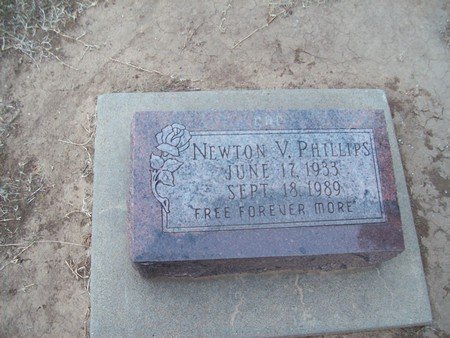 DAD
NEWTON V. PHILLIPS
JUNE 17, 1933
SEPT. 18, 1989
FREE FOREVER MORE